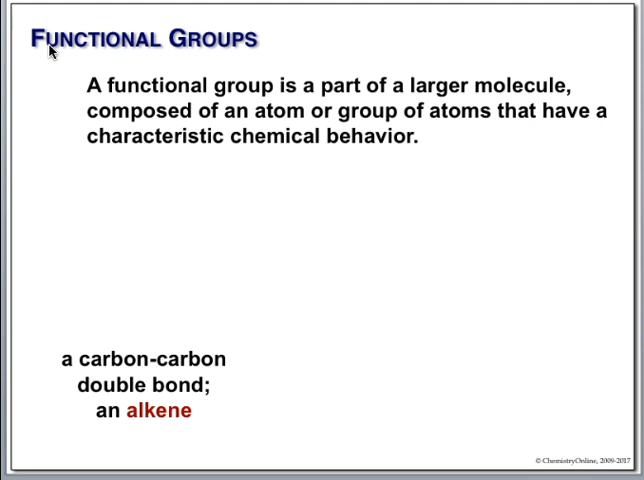 FUNCTIONAL GROUPS
A functional group is a part of a larger molecule,
composed of an atom or group of atoms that have a
characteristic chemical behavior.
a carbon-carbon
double bond;
an alkene
© ChemistryOnline, 2009-2017